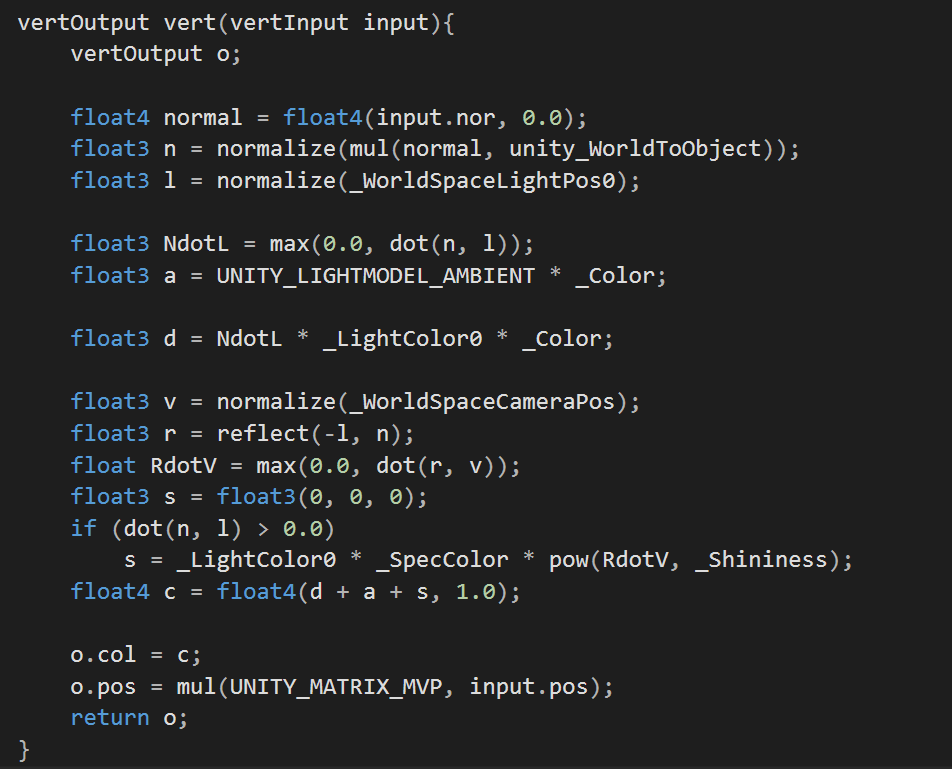 vertOutput vert(vertInput input){
    vertOutput o;

    float4 normal = float4(input.nor, 0.0);
    float3 n = normalize(mul(normal, unity_WorldToObject));
    float3 l = normalize(_WorldSpaceLightPos0);

    float3 NdotL = max(0.0, dot(n, l));
    float3 a = UNITY_LIGHTMODEL_AMBIENT * _Color;

    float3 d = NdotL * _LightColor0 * _Color;

    float3 v = normalize(_WorldSpaceCameraPos);
    float3 r = reflect(-l, n);
    float RdotV = max(0.0, dot(r, v));
    float3 s = float3(0, 0, 0);
    if (dot(n, l) > 0.0)
        s = _LightColor0 * _SpecColor * pow(RdotV, _Shininess);
    float4 c = float4(d + a + s, 1.0);

    o.col = c;
    o.pos = mul(UNITY_MATRIX_MVP, input.pos);
    return o;
}